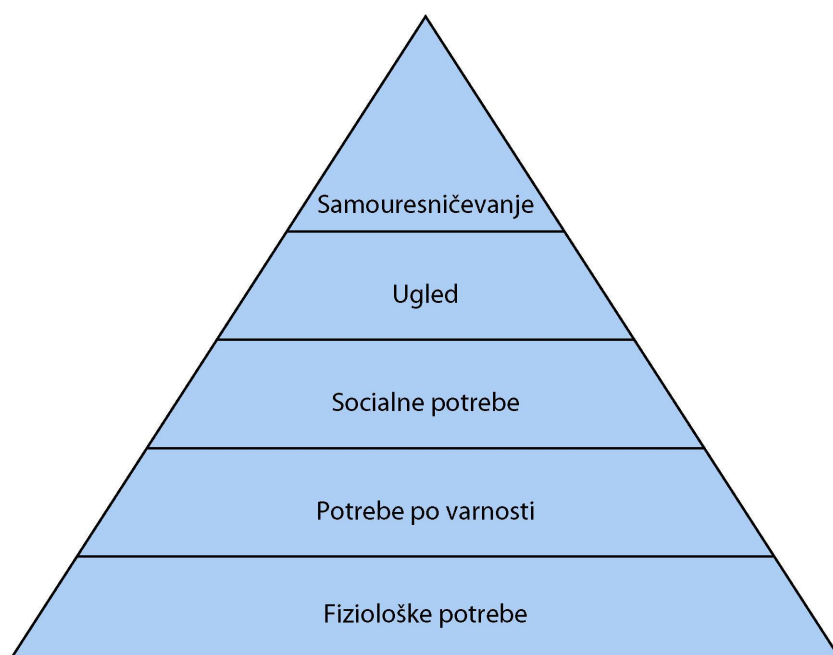 Samouresničevanje
Ugled
Socialne potrebe
Potrebe po varnosti
Fiziološke potrebe